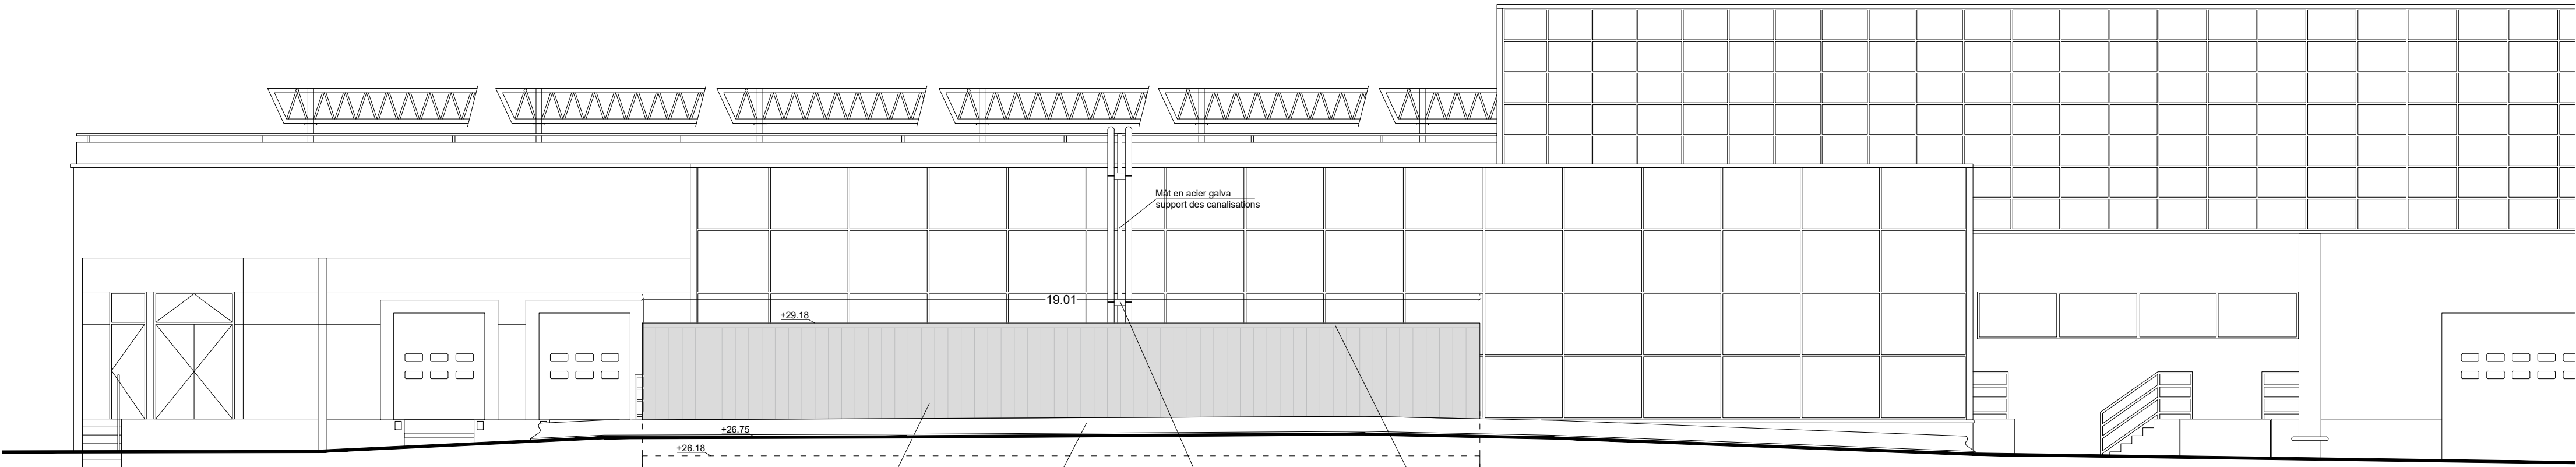 Mât en acier galva
support des canalisations
19.01
+29.18
+26.75
+26.18